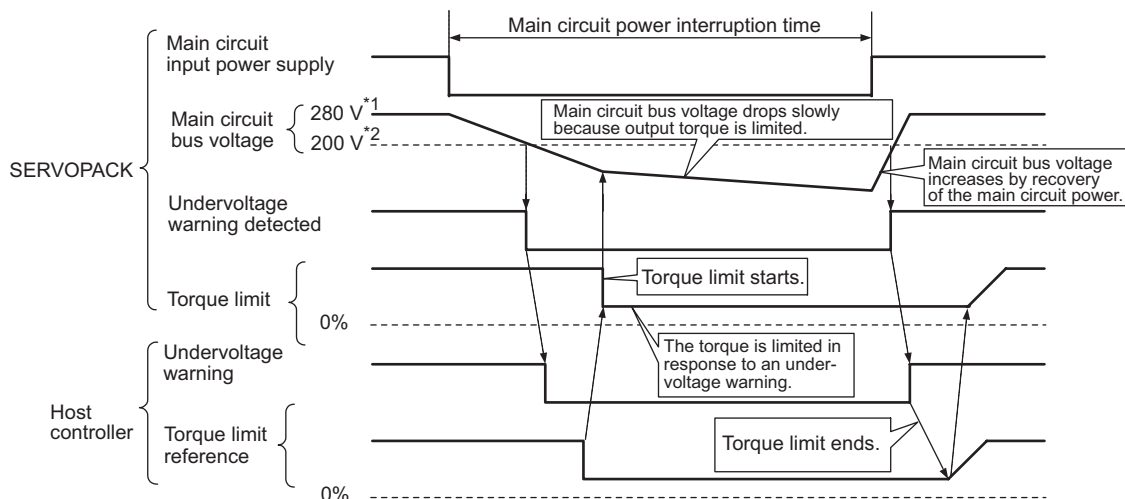 Main circuit power interruption time
Main circuit
input power supply
Main circuit
bus voltage
280 V*1
200 V*2
Main circuit bus voltage drops slowly
because output torque is limited.
Main circuit bus voltage
increases by recovery
of the main circuit power.
SERVOPACK
Undervoltage
warning detected
Torque limit starts.
Torque limit
0%
The torque is limited in
response to an under-
voltage warning.
Undervoltage
warning
Host
controller
Torque limit
reference
Torque limit ends.
0%